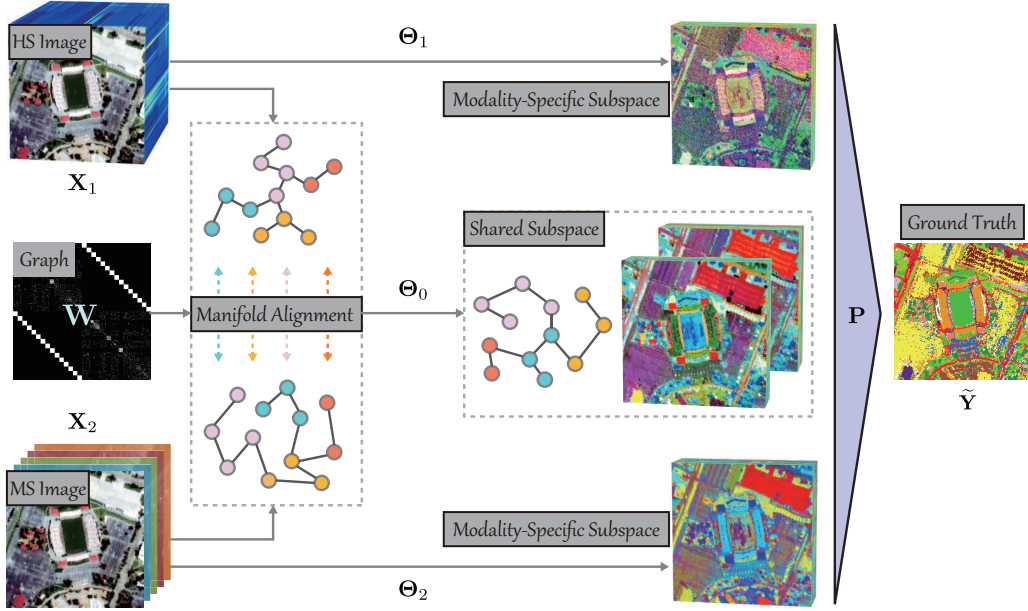 HS Image
Θ₁
Modality-Specific Subspace
X₁
Graph
W
Manifold Alignment
Θ₀
Shared Subspace
P
Ground Truth
Ỹ
X₂
MS Image
Modality-Specific Subspace
Θ₂